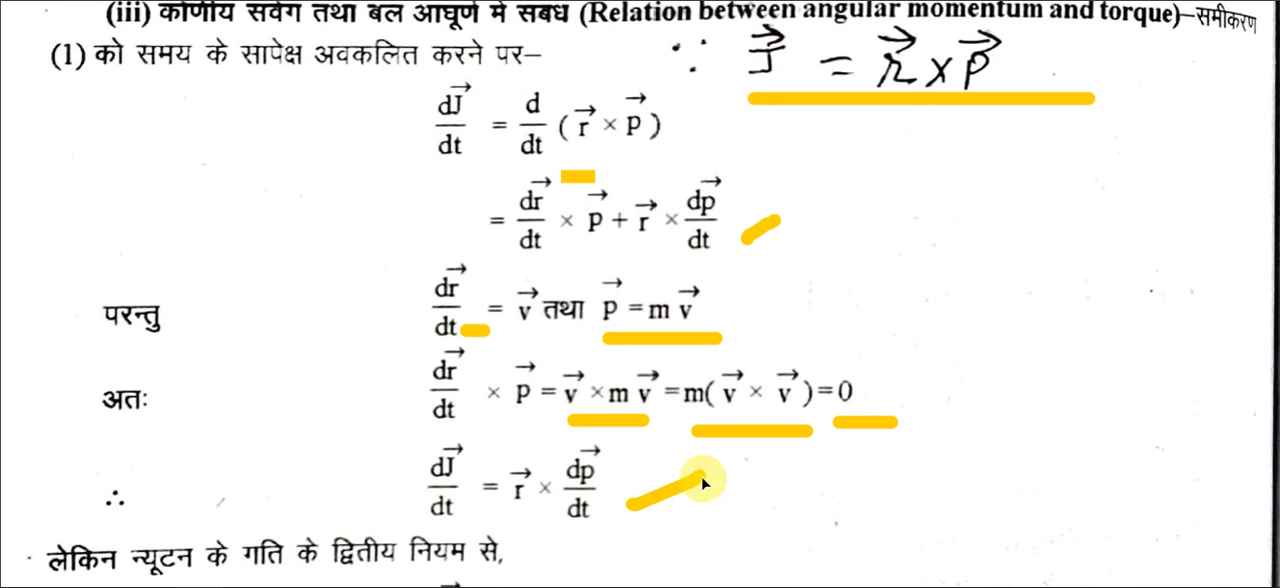 (iii) कोणीय संवेग तथा बल आघूर्ण में संबंध (Relation between angular momentum and torque)–समीकरण
(1) को समय के सापेक्ष अवकलित करने पर–
∵ J⃗ = r⃗ × p⃗
dJ⃗/dt = d/dt (r⃗ × p⃗)
= dr⃗/dt × p⃗ + r⃗ × dp⃗/dt
परन्तु dr⃗/dt = v⃗ तथा p⃗ = m v⃗
अतः dr⃗/dt × p⃗ = v⃗ × m v⃗ = m( v⃗ × v⃗ ) = 0
∴ dJ⃗/dt = r⃗ × dp⃗/dt
लेकिन न्यूटन के गति के द्वितीय नियम से,